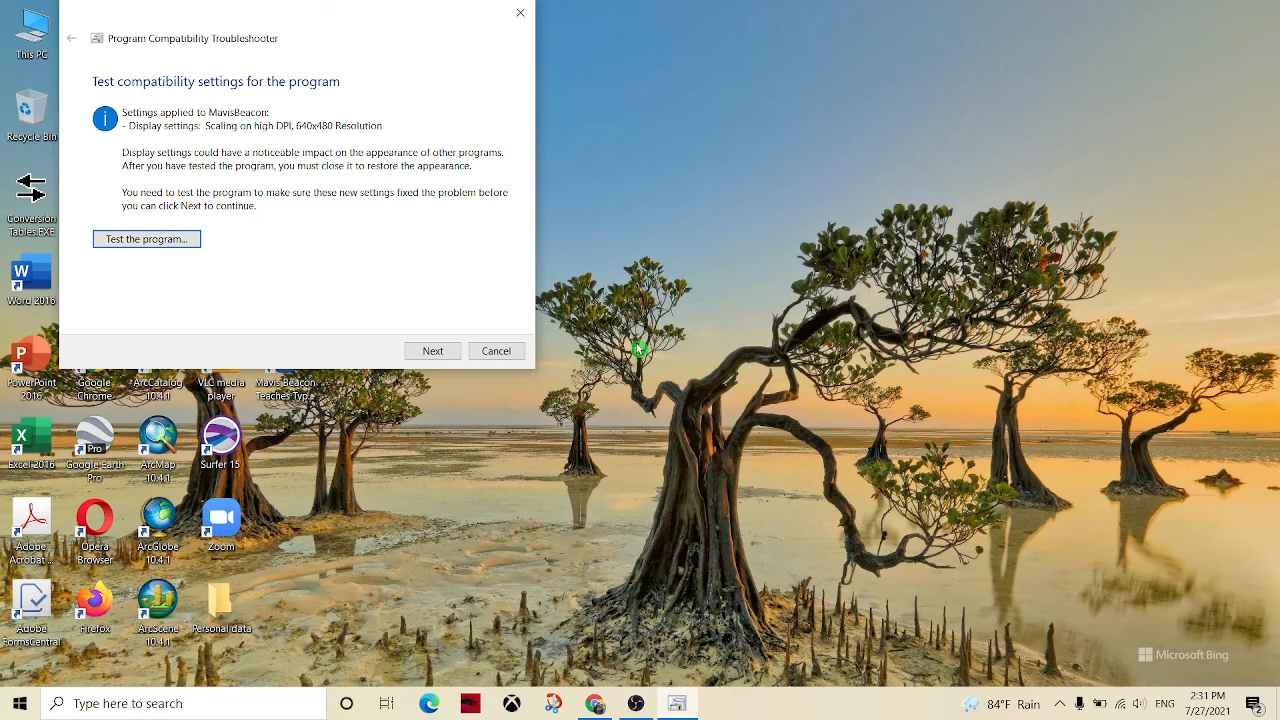 This PC
Recycle Bin
Conversion
Tables.EXE
Word 2016
PowerPoint
2016
Excel 2016
Adobe
Acrobat ...
Adobe
FormsCentral
Google
Chrome
Google Earth
Pro
Opera
Browser
Firefox
ArcCatalog
10.4.1
ArcMap
10.4.1
ArcGlobe
10.4.1
ArcScene
10.4.1
VLC media
player
Surfer 15
Zoom
Personal data
Mavis Beacon
Teaches Typ...
Program Compatibility Troubleshooter
Test compatibility settings for the program
Settings applied to MavisBeacon:
- Display settings: Scaling on high DPI, 640x480 Resolution
Display settings could have a noticeable impact on the appearance of other programs.
After you have tested the program, you must close it to restore the appearance.
You need to test the program to make sure these new settings fixed the problem before
you can click Next to continue.
Test the program...
Next
Cancel
Microsoft Bing
Type here to search
84°F Rain
ENG
2:31 PM
7/27/2021
2